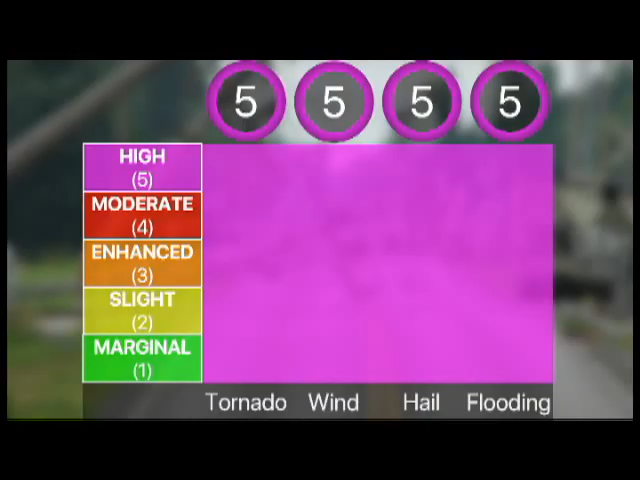 5 5 5 5
HIGH
(5)
MODERATE
(4)
ENHANCED
(3)
SLIGHT
(2)
MARGINAL
(1)
Tornado Wind Hail Flooding